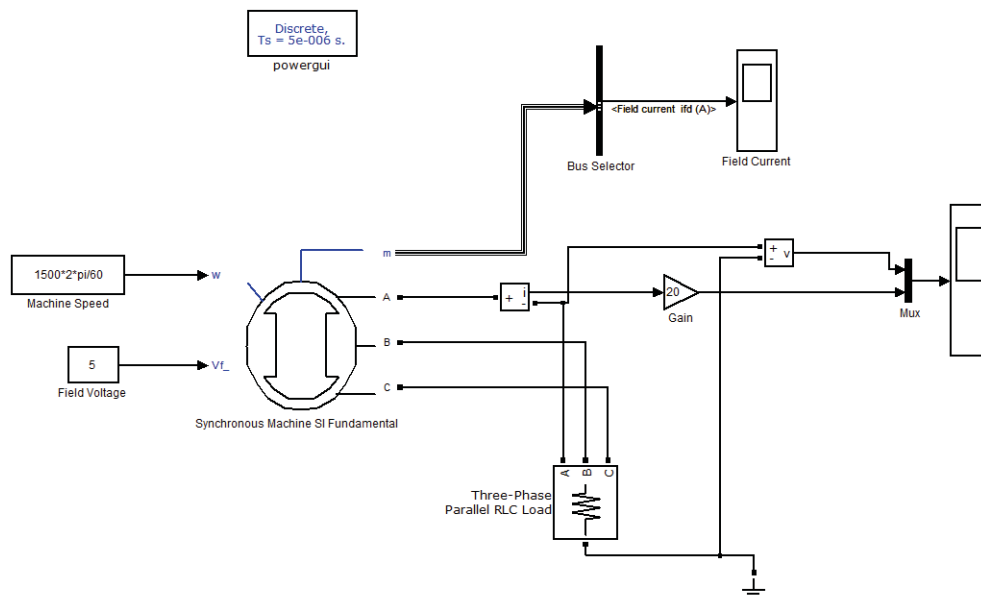 Discrete,
Ts = 5e-006 s.
powergui
<Field current ifd (A)>
Bus Selector
Field Current
m
1500*2*pi/60
w
Machine Speed
+
-
v
A
+
i
-
20
Gain
Mux
B
5
Vf_
Field Voltage
C
Synchronous Machine SI Fundamental
A
B
C
Three-Phase
Parallel RLC Load